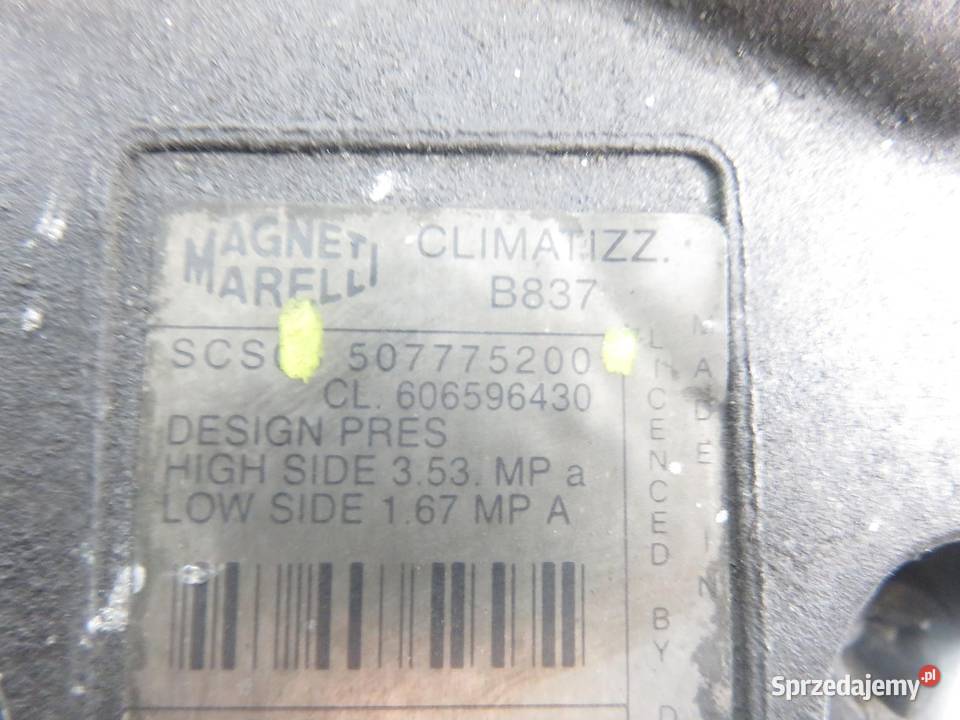 MAGNETI MARELLI
CLIMATIZZ.
B837
507775200
CL. 606596430
DESIGN PRES
HIGH SIDE 3.53. MP a
LOW SIDE 1.67 MP A
LICENCED BY
MADE IN
Sprzedajemy.pl